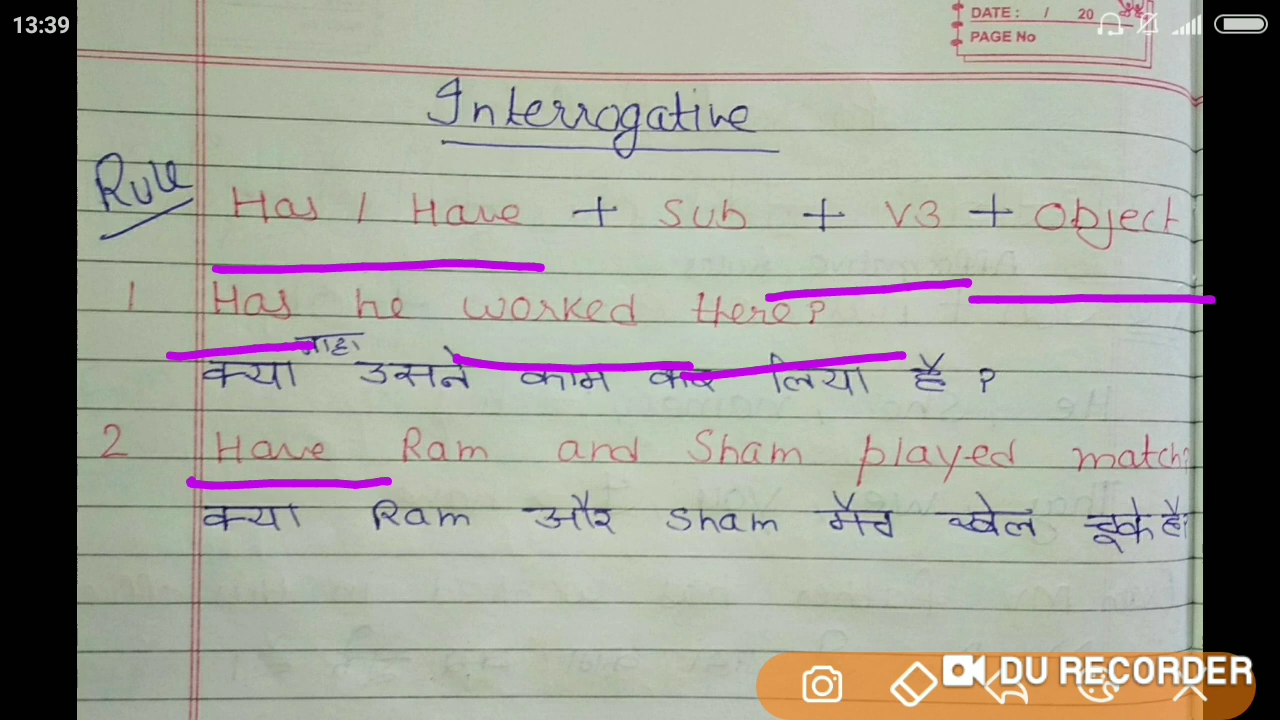 13:39
DATE : / 20
PAGE No
Interrogative
Rule
Has / Have + Sub + V3 + Object
1 Has he worked there?
वहा
क्या उसने काम कर लिया है ?
2 Have Ram and Sham played match?
क्या Ram और Sham मैच खेल चूके है।
DU RECORDER